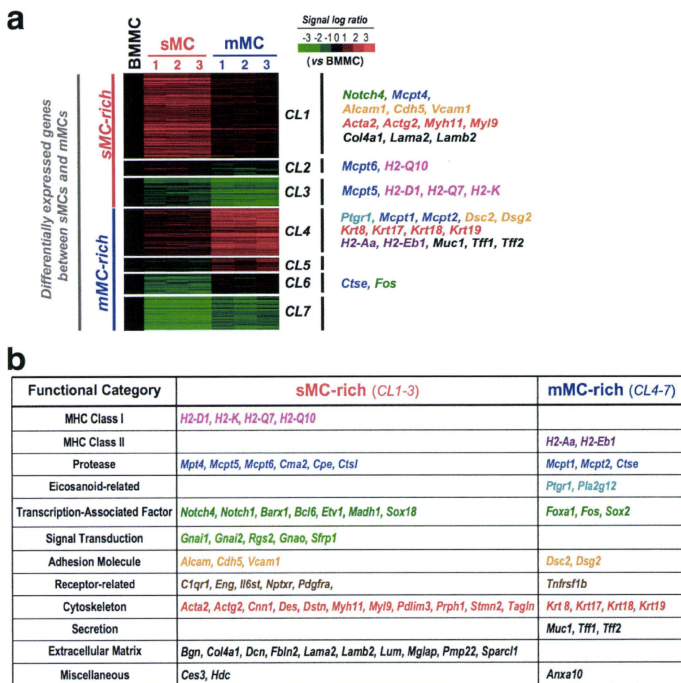 a
Signal log ratio
-3 -2 -1 0 1 2 3
(vs BMMC)
BMMC
sMC
mMC
1 2 3 1 2 3
Differentially expressed genes
between sMCs and mMCs
sMC-rich
mMC-rich
CL1
Notch4, Mcpt4,
Alcam1, Cdh5, Vcam1
Acta2, Actg2, Myh11, Myl9
Col4a1, Lama2, Lamb2
CL2
Mcpt6, H2-Q10
CL3
Mcpt5, H2-D1, H2-Q7, H2-K
CL4
Ptgr1, Mcpt1, Mcpt2, Dsc2, Dsg2
Krt8, Krt17, Krt18, Krt19
H2-Aa, H2-Eb1, Muc1, Tff1, Tff2
CL5
CL6
Ctse, Fos
CL7
b
Functional Category sMC-rich (CL1-3) mMC-rich (CL4-7)
MHC Class I H2-D1, H2-K, H2-Q7, H2-Q10
MHC Class II H2-Aa, H2-Eb1
Protease Mpt4, Mcpt5, Mcpt6, Cma2, Cpe, Ctsl Mcpt1, Mcpt2, Ctse
Eicosanoid-related Ptgr1, Pla2g12
Transcription-Associated Factor Notch4, Notch1, Barx1, Bcl6, Etv1, Madh1, Sox18 Foxa1, Fos, Sox2
Signal Transduction Gnai1, Gnai2, Rgs2, Gnao, Sfrp1
Adhesion Molecule Alcam, Cdh5, Vcam1 Dsc2, Dsg2
Receptor-related C1qr1, Eng, Il6st, Nptxr, Pdgfra, Tnfrsf1b
Cytoskeleton Acta2, Actg2, Cnn1, Des, Dstn, Myh11, Myl9, Pdlim3, Prph1, Stmn2, Tagln Krt 8, Krt17, Krt18, Krt19
Secretion Muc1, Tff1, Tff2
Extracellular Matrix Bgn, Col4a1, Dcn, Fbln2, Lama2, Lamb2, Lum, Mglap, Pmp22, Sparcl1
Miscellaneous Ces3, Hdc Anxa10